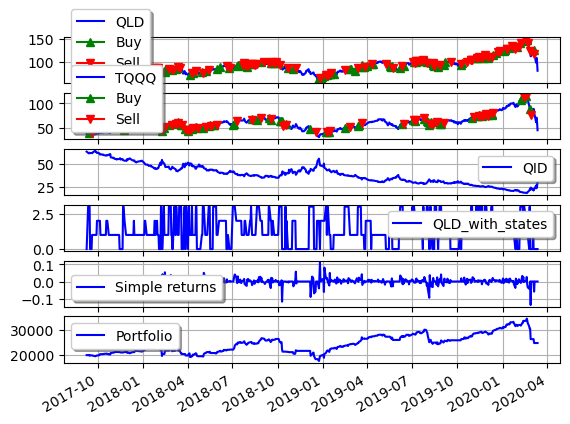 QLD
Buy
Sell
150
100
TQQQ
Buy
Sell
100
50
QID
50
25
QLD_with_states
2.5
0.0
Simple returns
0.1
0.0
−0.1
Portfolio
30000
20000
2017-10 2018-01 2018-04 2018-07 2018-10 2019-01 2019-04 2019-07 2019-10 2020-01 2020-04